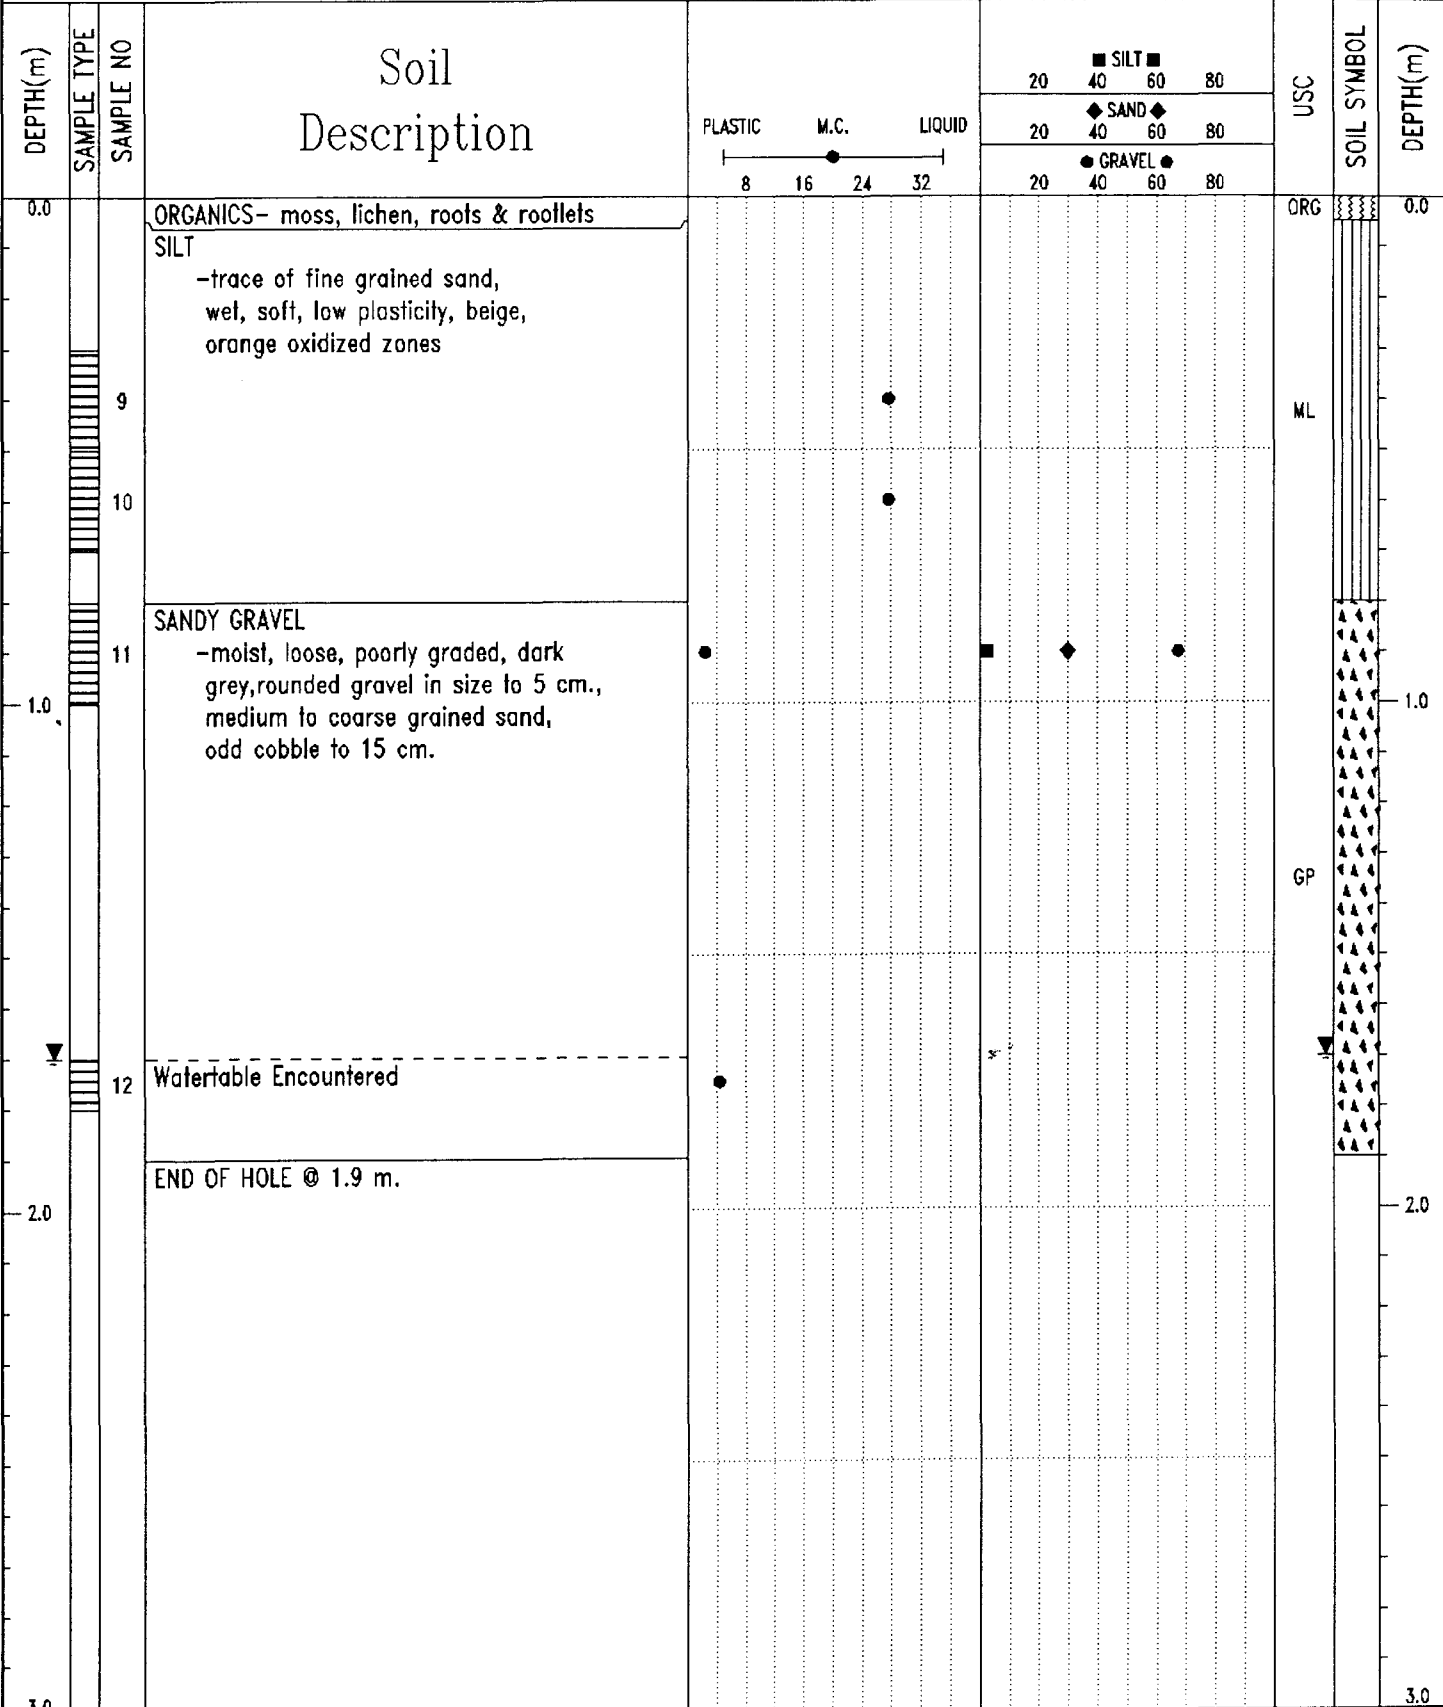 DEPTH(m)
SAMPLE TYPE
SAMPLE NO
Soil
Description
PLASTIC M.C. LIQUID
8 16 24 32
■ SILT ■
20 40 60 80
◆ SAND ◆
20 40 60 80
● GRAVEL ●
20 40 60 80
USC
SOIL SYMBOL
DEPTH(m)
0.0
ORGANICS- moss, lichen, roots & rootlets
ORG
0.0
SILT
-trace of fine grained sand,
wet, soft, low plasticity, beige,
orange oxidized zones
9
ML
10
SANDY GRAVEL
11
-moist, loose, poorly graded, dark
grey,rounded gravel in size to 5 cm.,
1.0
medium to coarse grained sand,
1.0
odd cobble to 15 cm.
GP
12
Watertable Encountered
END OF HOLE @ 1.9 m.
2.0
2.0
3.0
3.0